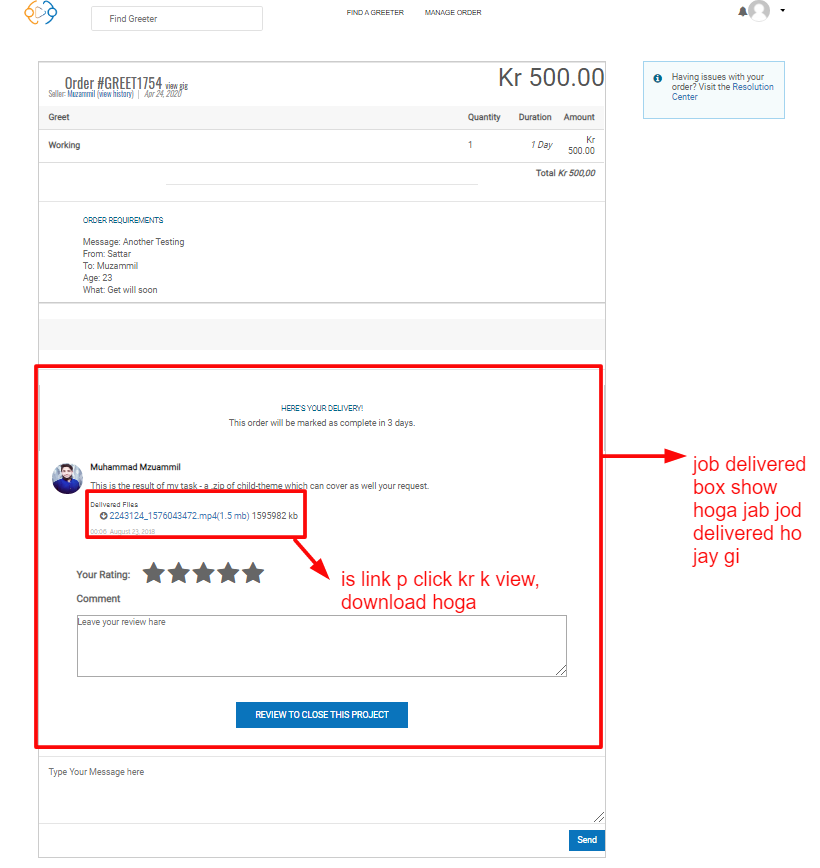 Find Greeter
FIND A GREETER
MANAGE ORDER
Order #GREET1754 view gig
Kr 500.00
Seller: Muzammil (view history) | Apr 24, 2020
Having issues with your
order? Visit the Resolution
Center
Greet Quantity Duration Amount
Working 1 1 Day Kr
500.00
Total Kr 500,00
ORDER REQUIREMENTS
Message: Another Testing
From: Sattar
To: Muzammil
Age: 23
What: Get will soon
HERE'S YOUR DELIVERY!
This order will be marked as complete in 3 days.
Muhammad Mzuammil
This is the result of my task - a .zip of child-theme which can cover as well your request.
Delivered Files
2243124_1576043472.mp4(1.5 mb) 1595982 kb
00:06 August 23, 2018
job delivered
box show
hoga jab jod
delivered ho
jay gi
is link p click kr k view,
download hoga
Your Rating:
Comment
Leave your review hare
REVIEW TO CLOSE THIS PROJECT
Type Your Message here
Send